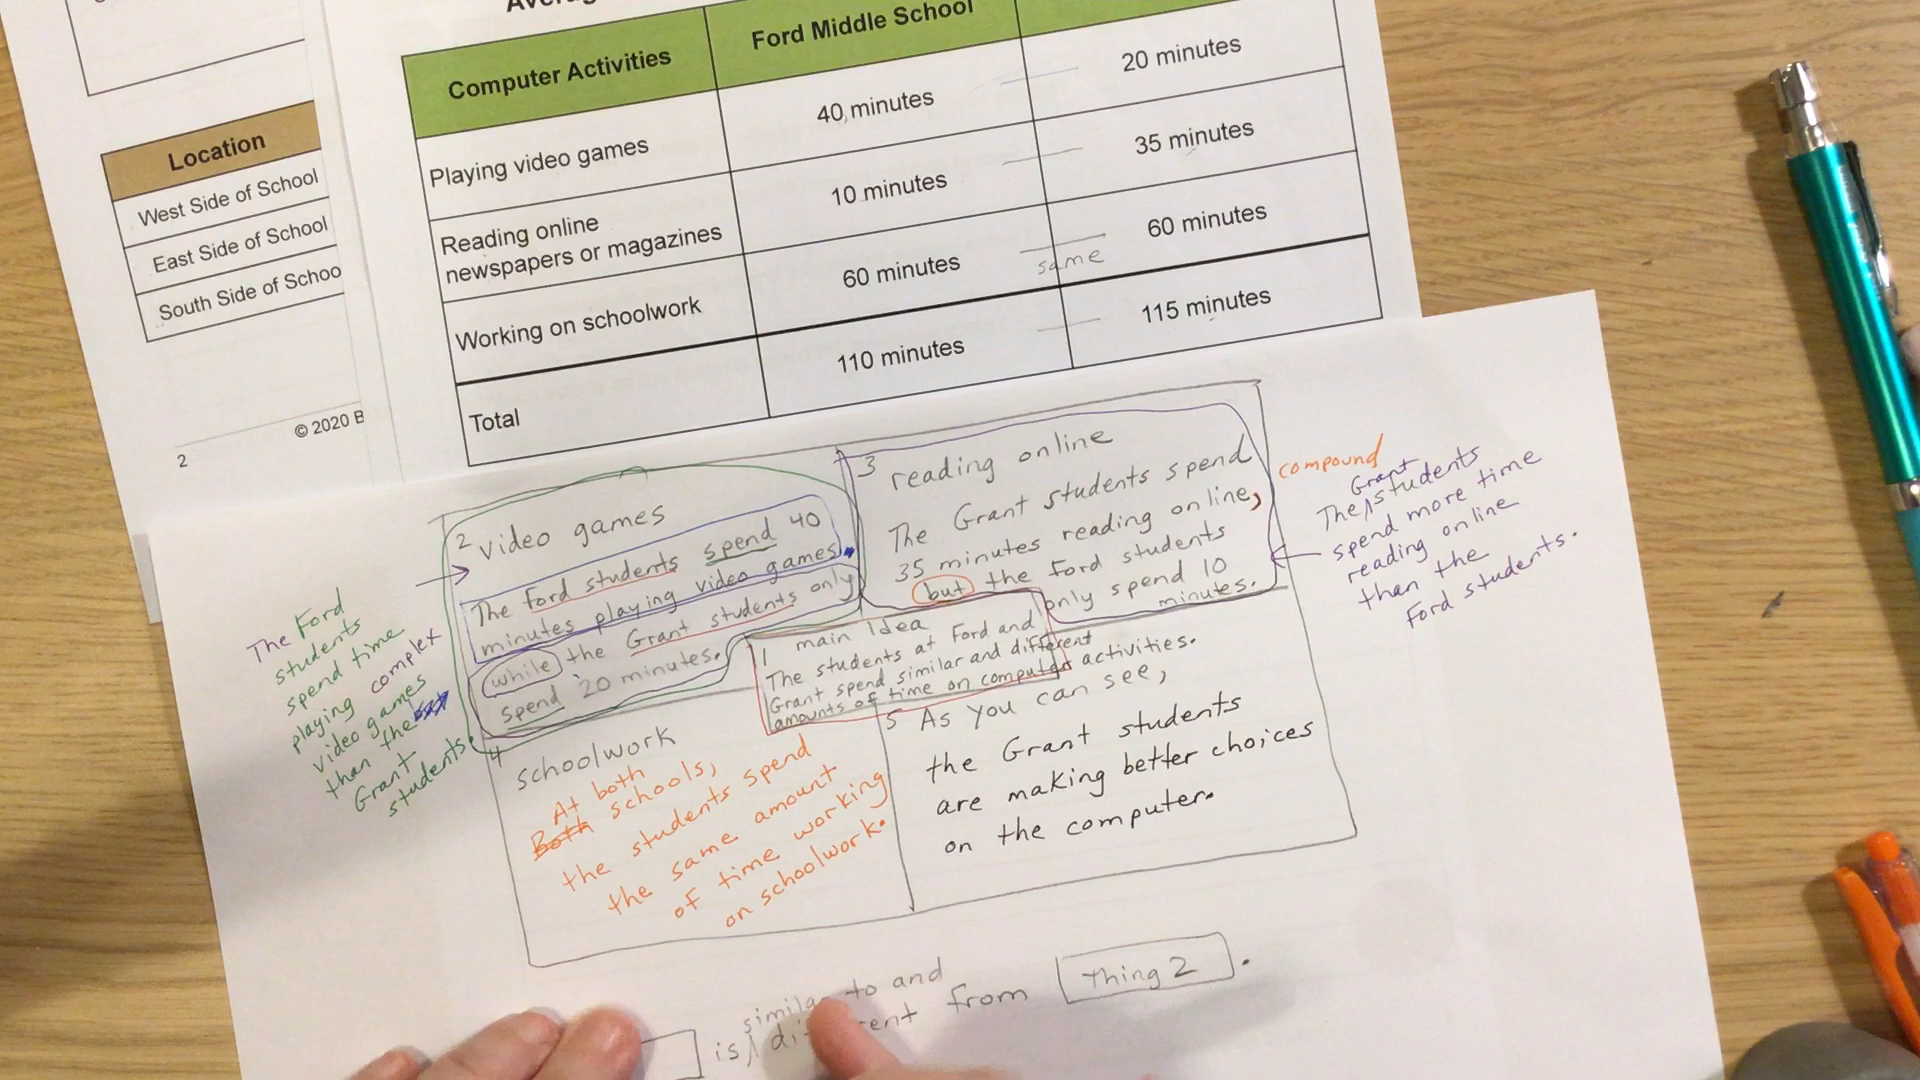 Computer Activities
Ford Middle School
Playing video games
40 minutes
20 minutes
Reading online
newspapers or magazines
10 minutes
35 minutes
Working on schoolwork
60 minutes
same
60 minutes
Total
110 minutes
115 minutes
Location
West Side of School
East Side of School
South Side of Schoo
© 2020 B
2
2
video games
The Ford students spend 40
minutes playing video games,
while the Grant students only
spend 20 minutes.
The Ford
students
spend time
playing complex
video games
than the
Grant
students.
3
reading online
The Grant students spend
35 minutes reading online,
but the Ford students
only spend 10
minutes.
compound
Grant
The students
spend more time
reading online
than the
Ford students.
1 main Idea
The students at Ford and
Grant spend similar and different
amounts of time on computer activities.
4
schoolwork
At both
Both schools,
the students spend
the same amount
of time working
on schoolwork.
5 As you can see,
the Grant students
are making better choices
on the computer.
similar to and
is from Thing 2.